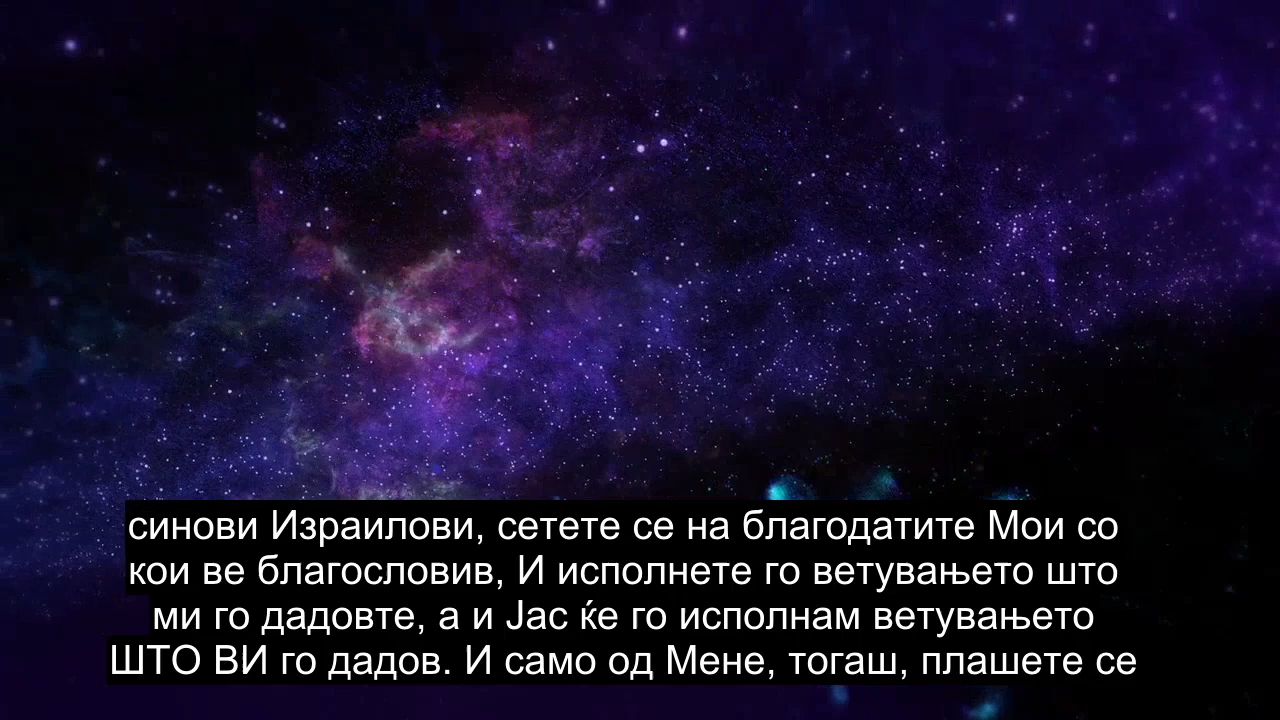 синови Израилови, сетете се на благодатите Мои со
кои ве благословив, И исполнете го ветувањето што
ми го дадовте, а и Јас ќе го исполнам ветувањето
ШТО ВИ го дадов. И само од Мене, тогаш, плашете се